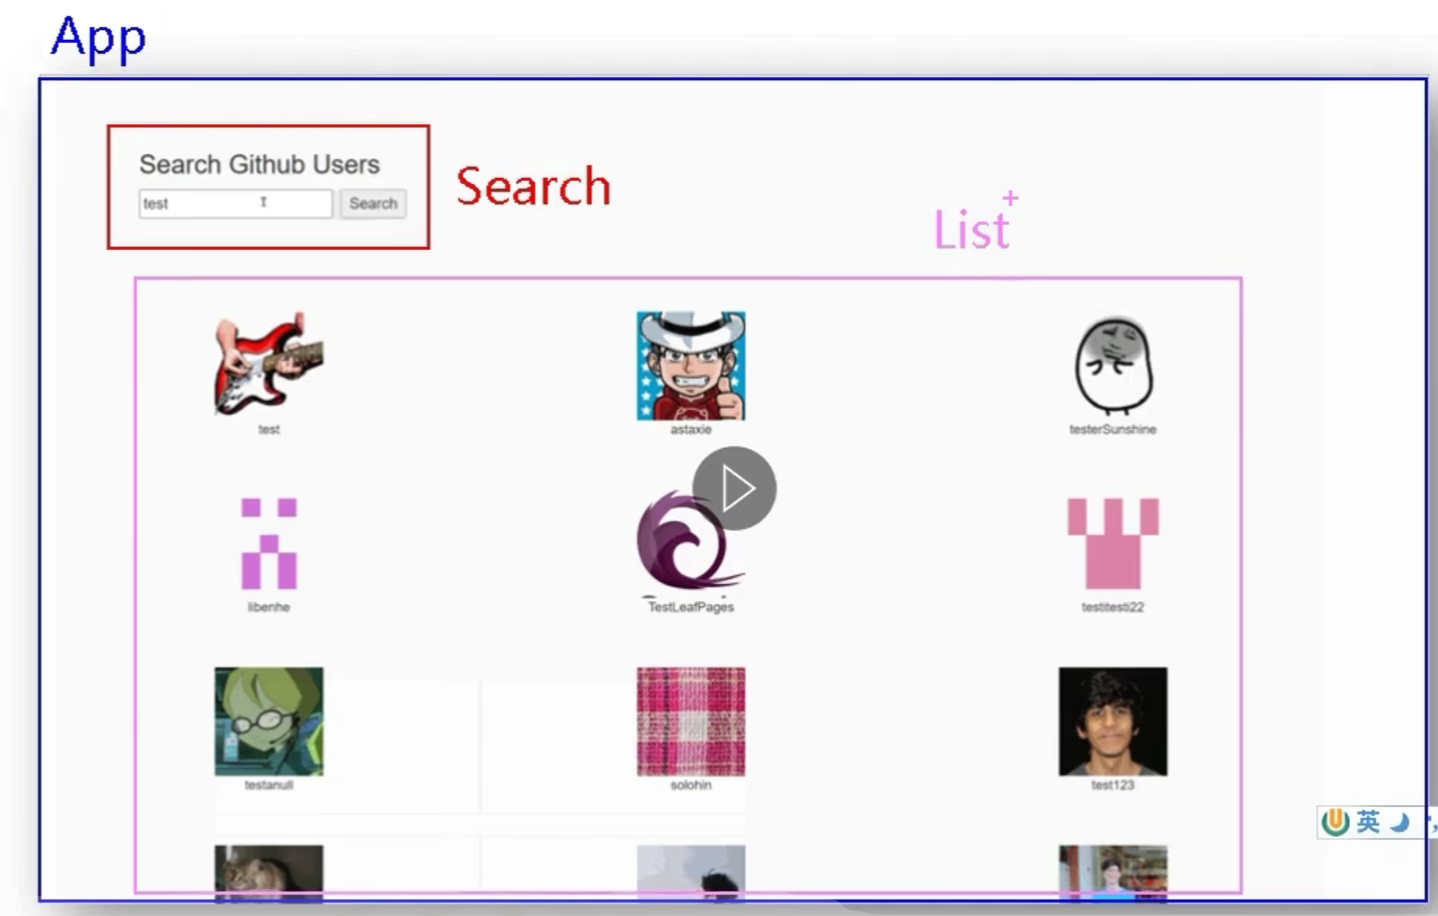 App
Search Github Users
test
Search
Search
List
test
astaxie
testerSunshine
libenhe
TestLeafPages
testitesti22
testanull
solohin
test123
英